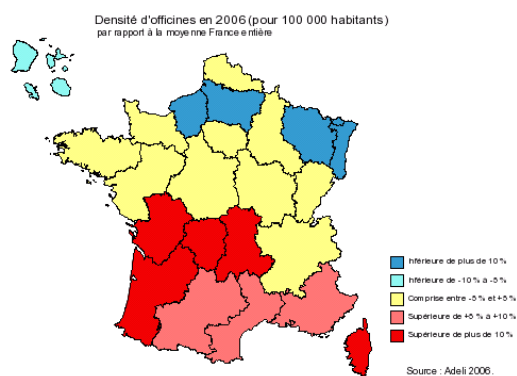 Densité d'officines en 2006 (pour 100 000 habitants)
par rapport à la moyenne France entière
Inférieure de plus de 10 %
Inférieure de -10 % à -5 %
Comprise entre -5 % et +5 %
Supérieure de +5 % à +10 %
Supérieure de plus de 10 %
Source : Adeli 2006.